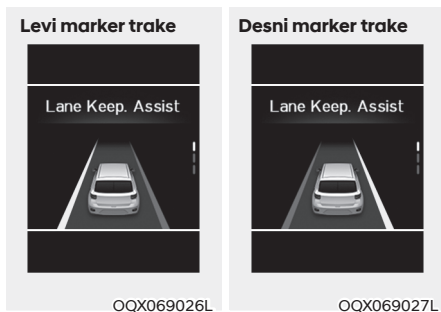 Levi marker trake
Lane Keep. Assist
OQX069026L
Desni marker trake
Lane Keep. Assist
OQX069027L